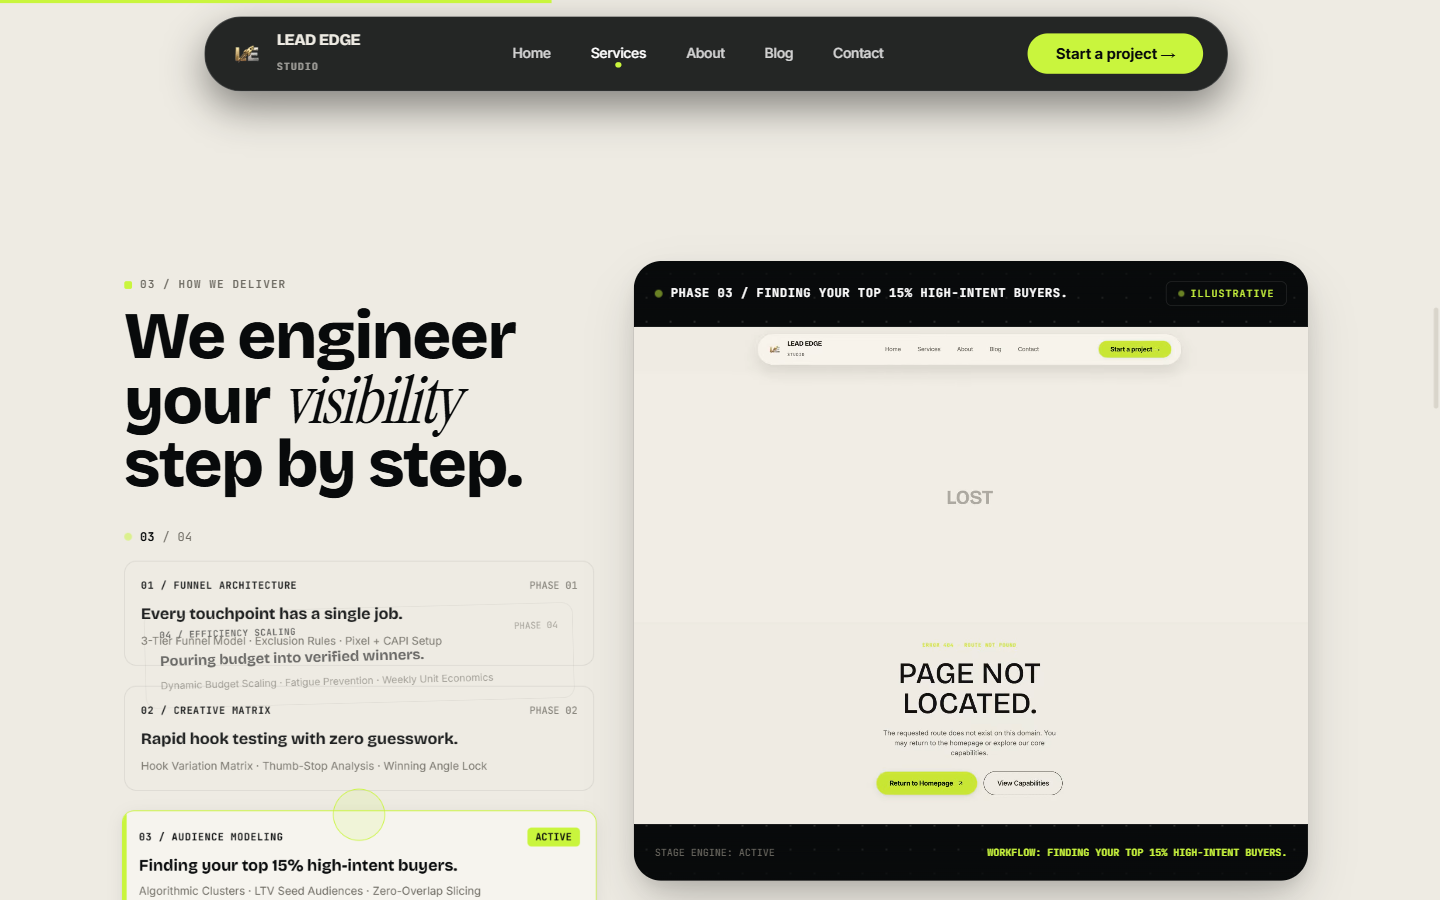 LEAD EDGE
STUDIO
Home
Services
About
Blog
Contact
Start a project →
03 / HOW WE DELIVER
We engineer
your visibility
step by step.
03 / 04
01 / FUNNEL ARCHITECTURE
PHASE 01
Every touchpoint has a single job.
3-Tier Funnel Model · Exclusion Rules · Pixel + CAPI Setup
04 / EFFICIENCY SCALING
PHASE 04
Pouring budget into verified winners.
Dynamic Budget Scaling · Fatigue Prevention · Weekly Unit Economics
02 / CREATIVE MATRIX
PHASE 02
Rapid hook testing with zero guesswork.
Hook Variation Matrix · Thumb-Stop Analysis · Winning Angle Lock
03 / AUDIENCE MODELING
ACTIVE
Finding your top 15% high-intent buyers.
Algorithmic Clusters · LTV Seed Audiences · Zero-Overlap Slicing
PHASE 03 / FINDING YOUR TOP 15% HIGH-INTENT BUYERS.
ILLUSTRATIVE
LEAD EDGE
STUDIO
Home
Services
About
Blog
Contact
Start a project
LOST
ERROR 404
ROUTE NOT FOUND
PAGE NOT
LOCATED.
The requested route does not exist on this domain. You
may return to the homepage or explore our core
capabilities.
Return to Homepage ↗
View Capabilities
STAGE ENGINE: ACTIVE
WORKFLOW: FINDING YOUR TOP 15% HIGH-INTENT BUYERS.